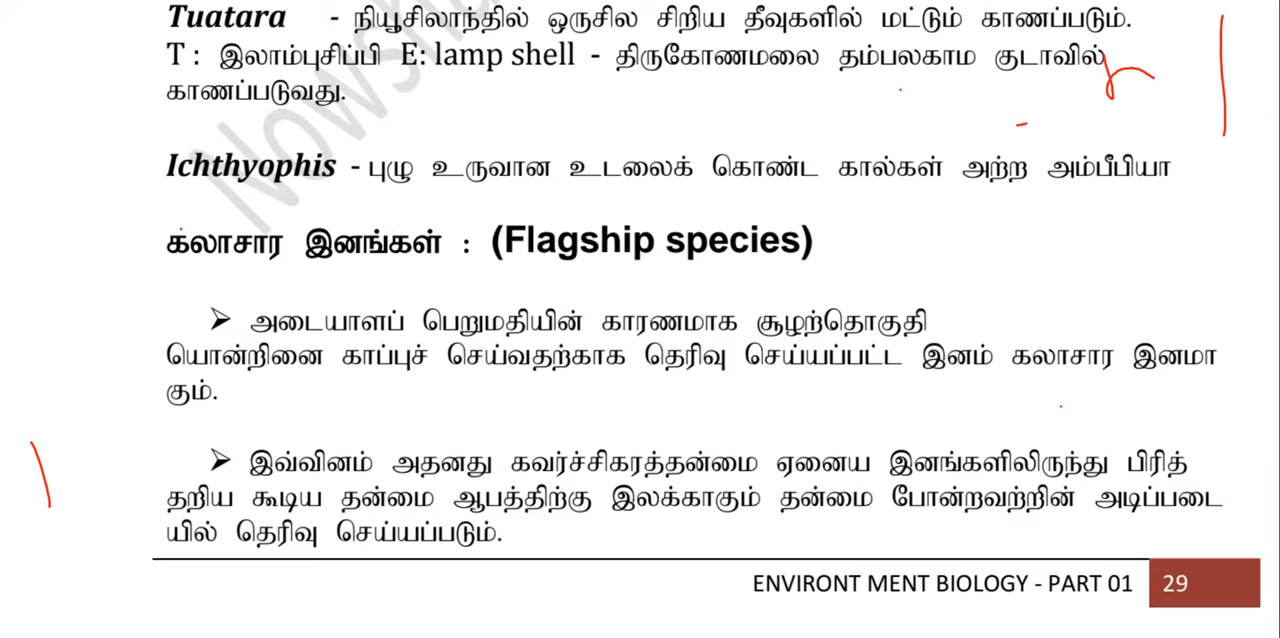 Tuatara - நியூசிலாந்தில் ஒருசில சிறிய தீவுகளில் மட்டும் காணப்படும்.
T : இலாம்புசிப்பி E: lamp shell - திருகோணமலை தம்பலகாம குடாவில்
காணப்படுவது.
Ichthyophis - புழு உருவான உடலைக் கொண்ட கால்கள் அற்ற அம்பீபியா
கலாசார இனங்கள் : (Flagship species)
➤ அடையாளப் பெறுமதியின் காரணமாக சூழற்தொகுதி
யொன்றினை காப்புச் செய்வதற்காக தெரிவு செய்யப்பட்ட இனம் கலாசார இனமா
கும்.
➤ இவ்வினம் அதனது கவர்ச்சிகரத்தன்மை ஏனைய இனங்களிலிருந்து பிரித்
தறிய கூடிய தன்மை ஆபத்திற்கு இலக்காகும் தன்மை போன்றவற்றின் அடிப்படை
யில் தெரிவு செய்யப்படும்.
ENVIRONT MENT BIOLOGY - PART 01 29